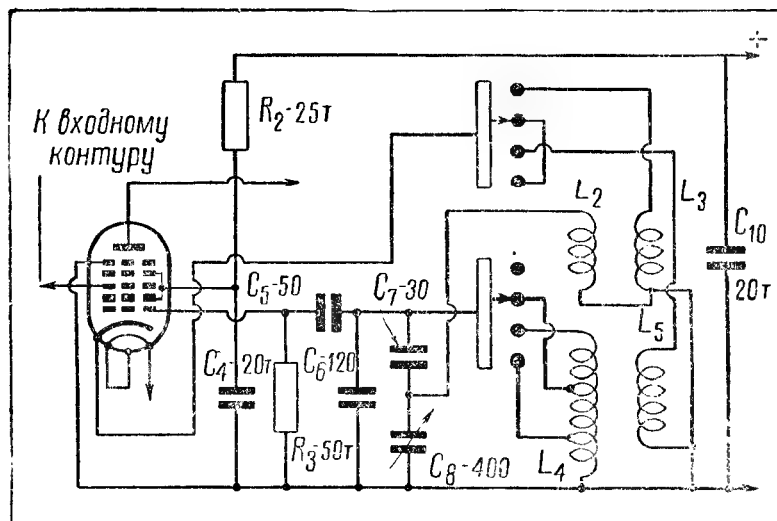 +
R₂-25т
К входному
контуру
L₂
L₃
C₁₀
20т
C₅-50
C₇-30
L₅
C₄-20т
C₆-120
R₃-50т
C₈-400
L₄